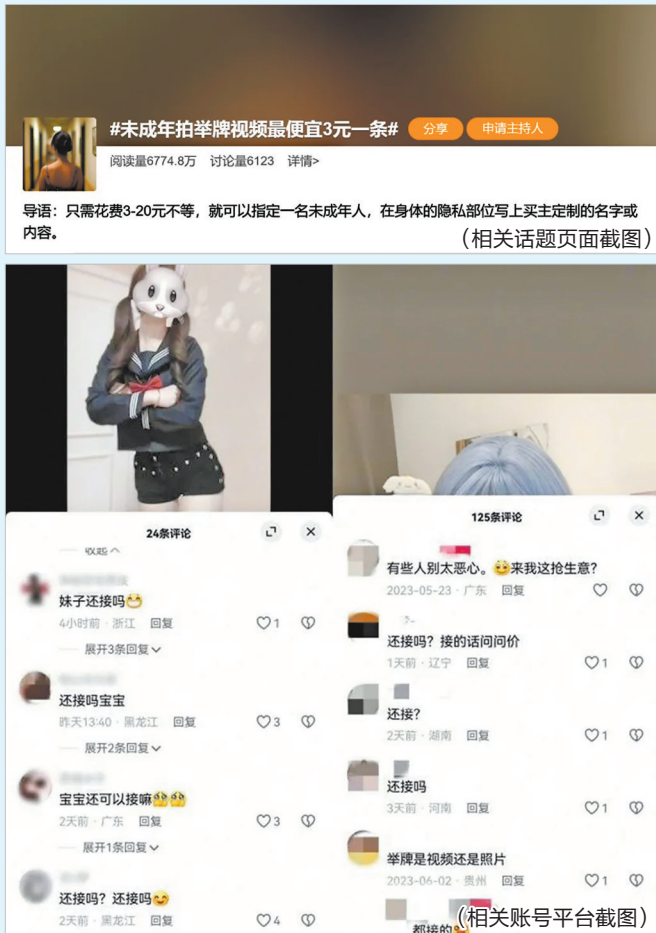 #未成年拍举牌视频最便宜3元一条#
分享
申请主持人
阅读量6774.8万 讨论量6123 详情>
导语：只需花费3-20元不等，就可以指定一名未成年人，在身体的隐私部位写上买主定制的名字或
内容。
（相关话题页面截图）
24条评论
收起
妹子还接吗
4小时前 · 浙江 回复
1
展开3条回复
还接吗宝宝
昨天13:40 · 黑龙江 回复
3
展开2条回复
宝宝还可以接嘛
2天前 · 广东 回复
3
展开1条回复
还接吗？还接吗
2天前 · 黑龙江 回复
4
125条评论
有些人别太恶心。来我这抢生意？
2023-05-23 · 广东 回复
还接吗？接的话问问价
1天前 · 辽宁 回复
1
还接？
2天前 · 湖南 回复
1
还接吗
3天前 · 河南 回复
1
举牌是视频还是照片
2023-06-02 · 贵州 回复
1
都接的
（相关账号平台截图）